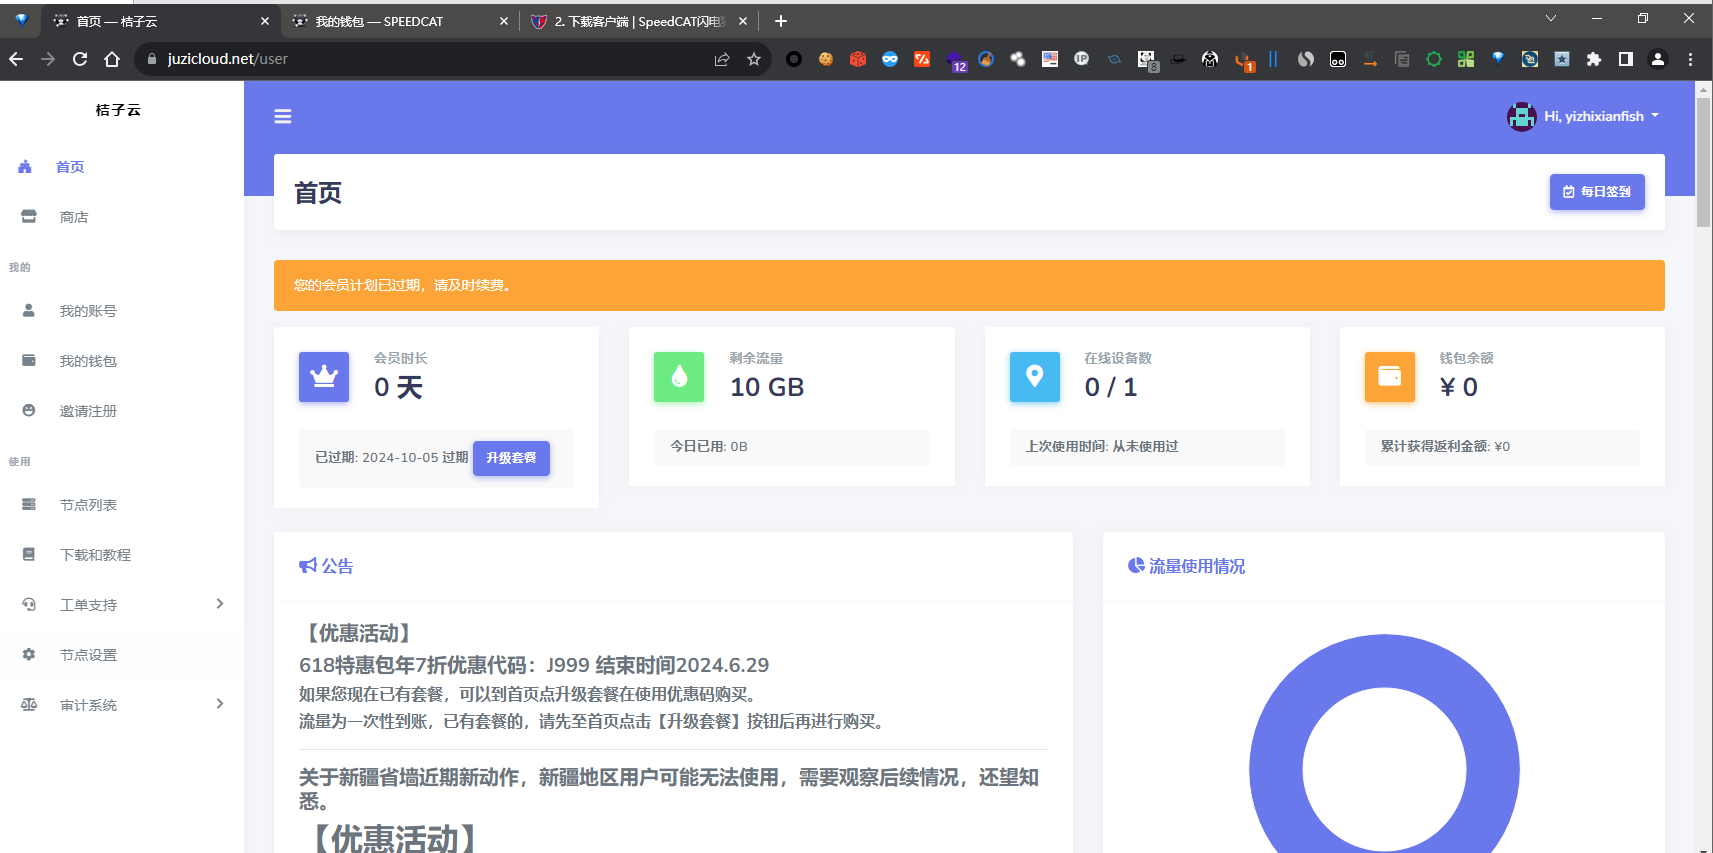 首页 — 桔子云
我的钱包 — SPEEDCAT
2. 下载客户端 | SpeedCAT闪电
juzicloud.net/user
12
8
1
桔子云
Hi, yizhixianfish
首页
商店
我的
我的账号
我的钱包
邀请注册
使用
节点列表
下载和教程
工单支持
节点设置
审计系统
首页
每日签到
您的会员计划已过期，请及时续费。
会员时长
0 天
已过期: 2024-10-05 过期 升级套餐
剩余流量
10 GB
今日已用: 0B
在线设备数
0 / 1
上次使用时间: 从未使用过
钱包余额
¥ 0
累计获得返利金额: ¥0
公告
【优惠活动】
618特惠包年7折优惠代码：J999 结束时间2024.6.29
如果您现在已有套餐，可以到首页点升级套餐在使用优惠码购买。
流量为一次性到账，已有套餐的，请先至首页点击【升级套餐】按钮后再进行购买。
关于新疆省墙近期新动作，新疆地区用户可能无法使用，需要观察后续情况，还望知
悉。
【优惠活动】
流量使用情况